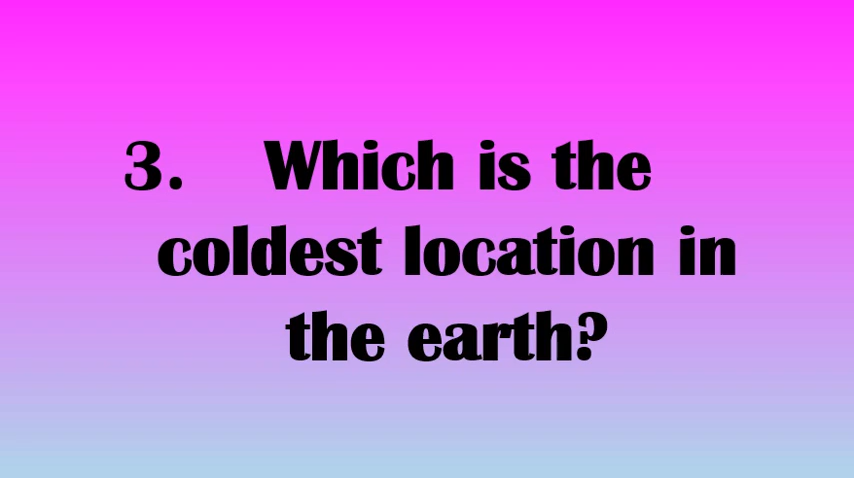 3. Which is the
coldest location in
the earth?